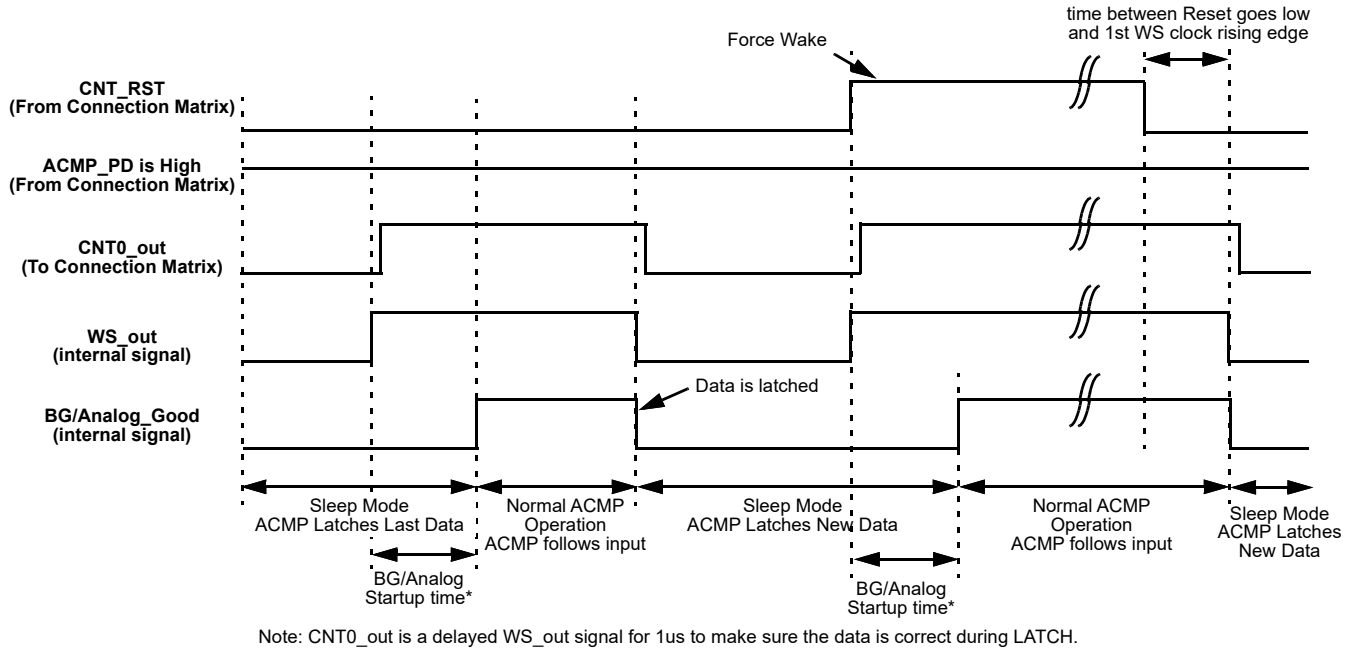 time between Reset goes low
and 1st WS clock rising edge
Force Wake
CNT_RST
(From Connection Matrix)
ACMP_PD is High
(From Connection Matrix)
CNT0_out
(To Connection Matrix)
WS_out
(internal signal)
Data is latched
BG/Analog_Good
(internal signal)
Sleep Mode
ACMP Latches Last Data
Normal ACMP
Operation
ACMP follows input
Sleep Mode
ACMP Latches New Data
Normal ACMP
Operation
ACMP follows input
Sleep Mode
ACMP Latches
New Data
BG/Analog
Startup time*
BG/Analog
Startup time*
Note: CNT0_out is a delayed WS_out signal for 1us to make sure the data is correct during LATCH.